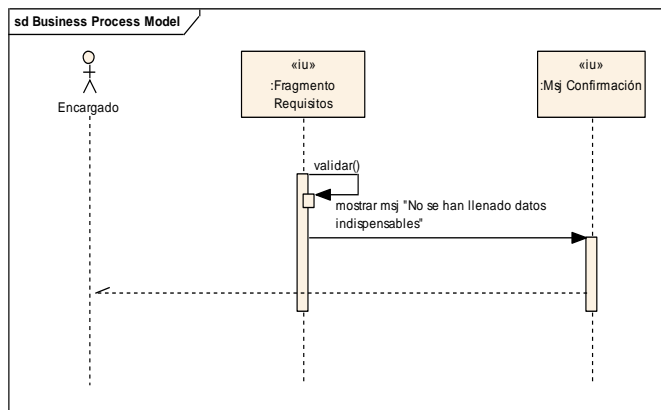 sd Business Process Model
Encargado
«iu»
:Fragmento
Requisitos
«iu»
:Msj Confirmación
validar()
mostrar msj "No se han llenado datos
indispensables"